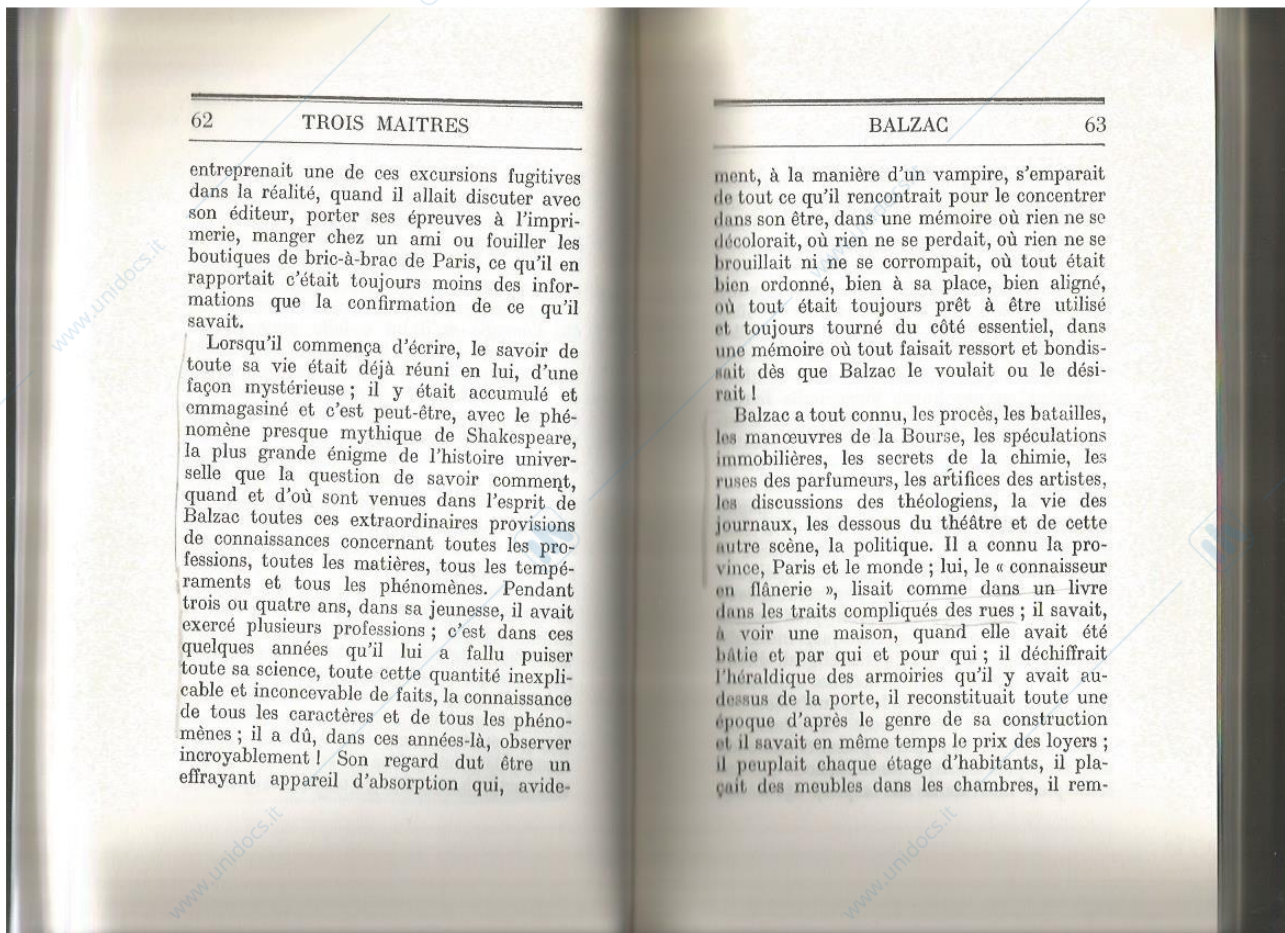 62 TROIS MAITRES
entreprenait une de ces excursions fugitives
dans la réalité, quand il allait discuter avec
son éditeur, porter ses épreuves à l'impri-
merie, manger chez un ami ou fouiller les
boutiques de bric-à-brac de Paris, ce qu'il en
rapportait c'était toujours moins des infor-
mations que la confirmation de ce qu'il
savait.
Lorsqu'il commença d'écrire, le savoir de
toute sa vie était déjà réuni en lui, d'une
façon mystérieuse ; il y était accumulé et
emmagasiné et c'est peut-être, avec le phé-
nomène presque mythique de Shakespeare,
la plus grande énigme de l'histoire univer-
selle que la question de savoir comment,
quand et d'où sont venues dans l'esprit de
Balzac toutes ces extraordinaires provisions
de connaissances concernant toutes les pro-
fessions, toutes les matières, tous les tempé-
raments et tous les phénomènes. Pendant
trois ou quatre ans, dans sa jeunesse, il avait
exercé plusieurs professions ; c'est dans ces
quelques années qu'il lui a fallu puiser
toute sa science, toute cette quantité inexpli-
cable et inconcevable de faits, la connaissance
de tous les caractères et de tous les phéno-
mènes ; il a dû, dans ces années-là, observer
incroyablement ! Son regard dut être un
effrayant appareil d'absorption qui, avide-
BALZAC 63
ment, à la manière d'un vampire, s'emparait
de tout ce qu'il rencontrait pour le concentrer
dans son être, dans une mémoire où rien ne se
décolorait, où rien ne se perdait, où rien ne se
brouillait ni ne se corrompait, où tout était
bien ordonné, bien à sa place, bien aligné,
où tout était toujours prêt à être utilisé
et toujours tourné du côté essentiel, dans
une mémoire où tout faisait ressort et bondis-
sait dès que Balzac le voulait ou le dési-
rait !
Balzac a tout connu, les procès, les batailles,
les manœuvres de la Bourse, les spéculations
immobilières, les secrets de la chimie, les
ruses des parfumeurs, les artifices des artistes,
les discussions des théologiens, la vie des
journaux, les dessous du théâtre et de cette
autre scène, la politique. Il a connu la pro-
vince, Paris et le monde ; lui, le « connaisseur
en flânerie », lisait comme dans un livre
dans les traits compliqués des rues ; il savait,
à voir une maison, quand elle avait été
bâtie et par qui et pour qui ; il déchiffrait
l'héraldique des armoiries qu'il y avait au-
dessus de la porte, il reconstituait toute une
époque d'après le genre de sa construction
et il savait en même temps le prix des loyers ;
il peuplait chaque étage d'habitants, il pla-
çait des meubles dans les chambres, il rem-
www.unidocs.it
www.unidocs.it
www.unidocs.it
www.unidocs.it